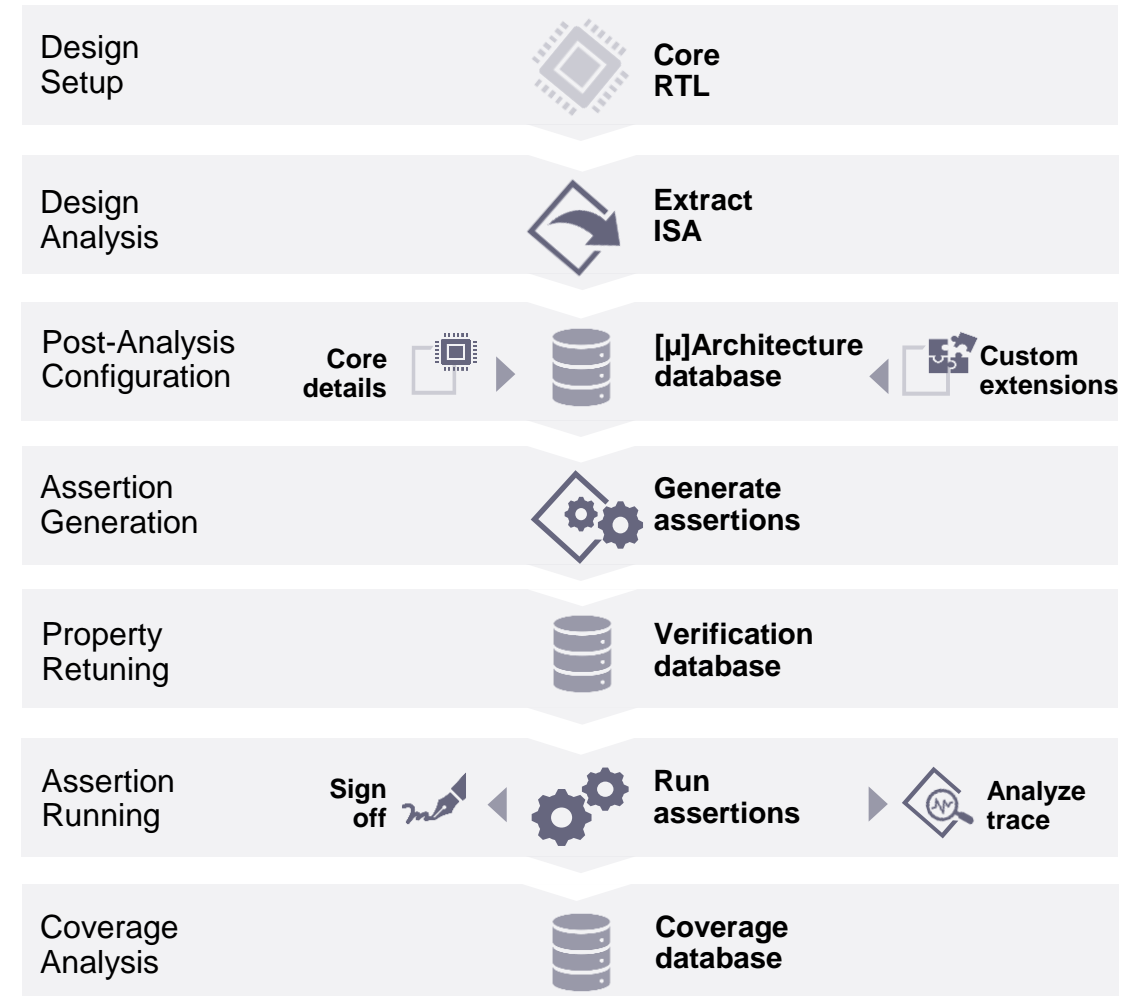 Design
Setup
Core
RTL
Design
Analysis
Extract
ISA
Post-Analysis
Configuration
Core
details
[µ]Architecture
database
Custom
extensions
Assertion
Generation
Generate
assertions
Property
Retuning
Verification
database
Assertion
Running
Sign
off
Run
assertions
Analyze
trace
Coverage
Analysis
Coverage
database